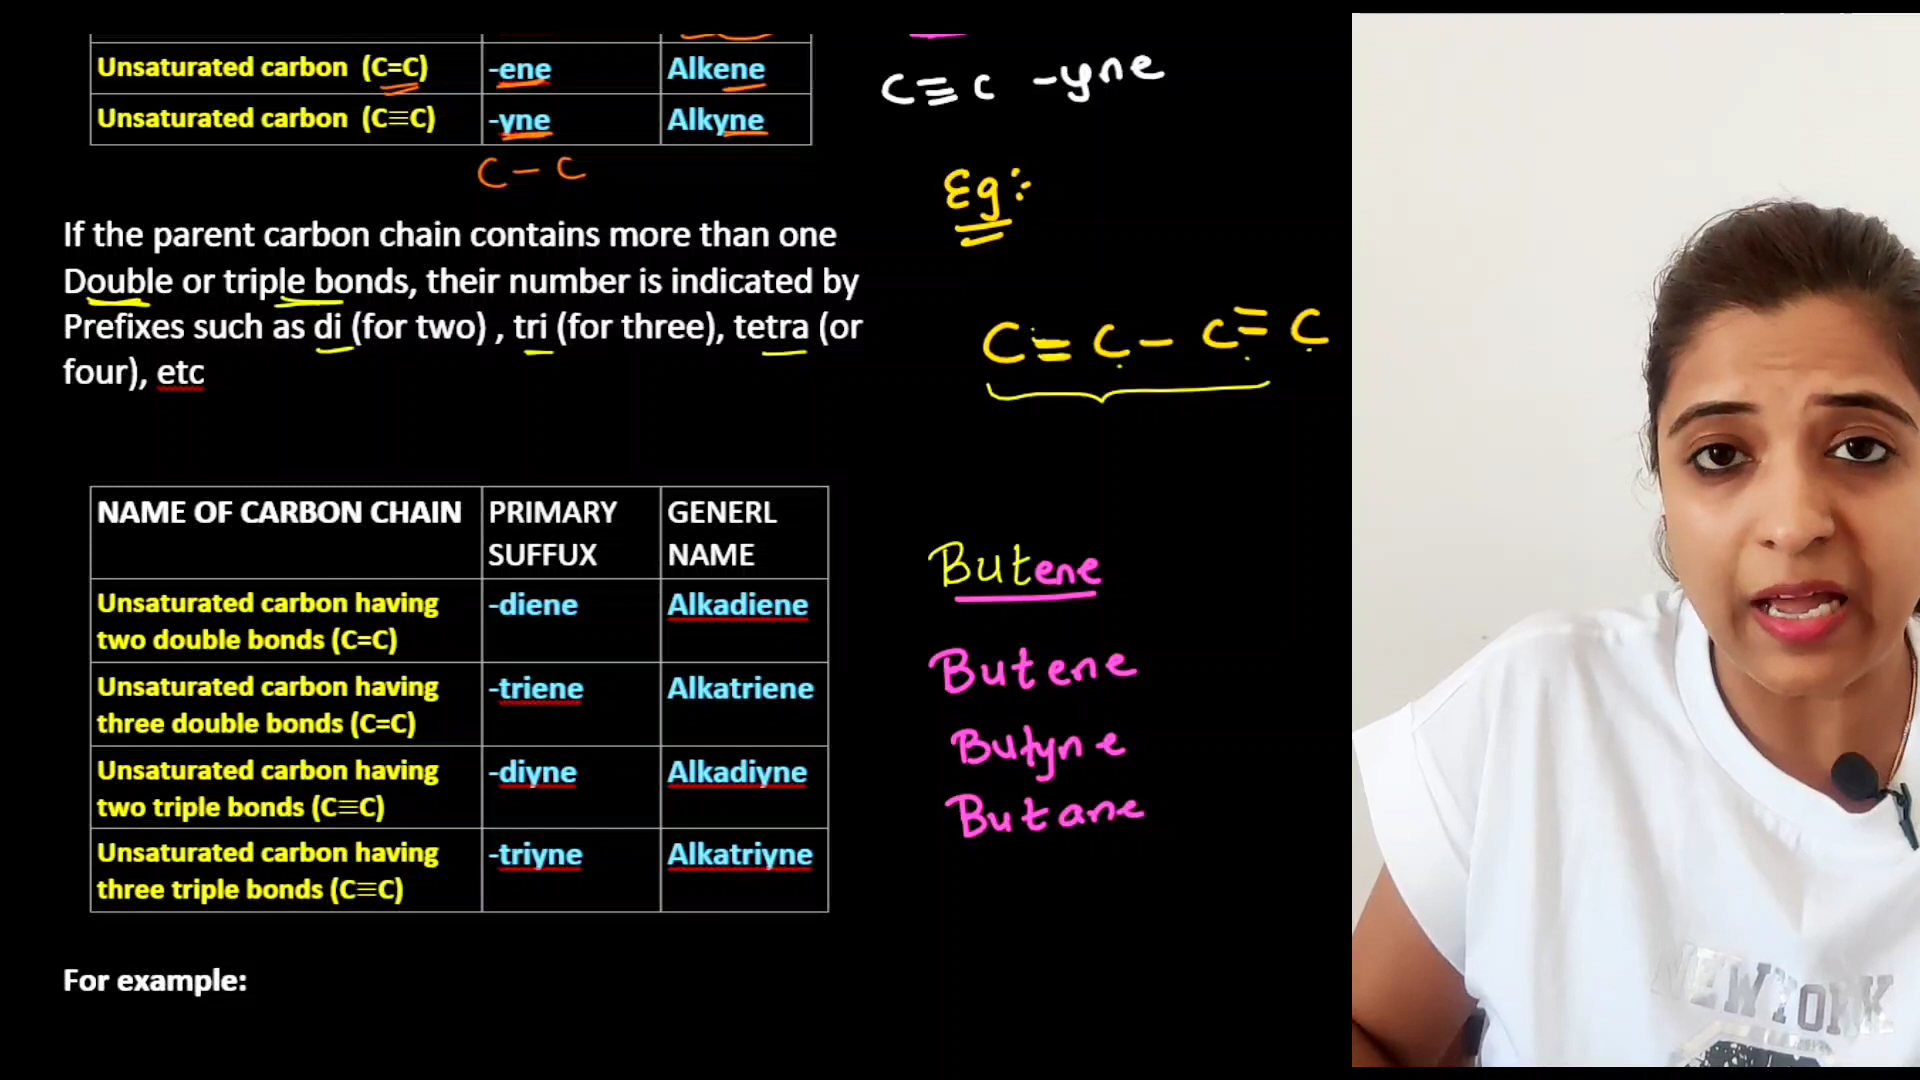 Unsaturated carbon (C=C) -ene Alkene
Unsaturated carbon (C≡C) -yne Alkyne
C - C
If the parent carbon chain contains more than one
Double or triple bonds, their number is indicated by
Prefixes such as di (for two) , tri (for three), tetra (or
four), etc
NAME OF CARBON CHAIN PRIMARY SUFFUX GENERL NAME
Unsaturated carbon having
two double bonds (C=C)
-diene
Alkadiene
Unsaturated carbon having
three double bonds (C=C)
-triene
Alkatriene
Unsaturated carbon having
two triple bonds (C≡C)
-diyne
Alkadiyne
Unsaturated carbon having
three triple bonds (C≡C)
-triyne
Alkatriyne
For example:
C≡C -yne
Eg:
C=C-C=C
Butene
Butene
Butyne
Butane
NEW YORK